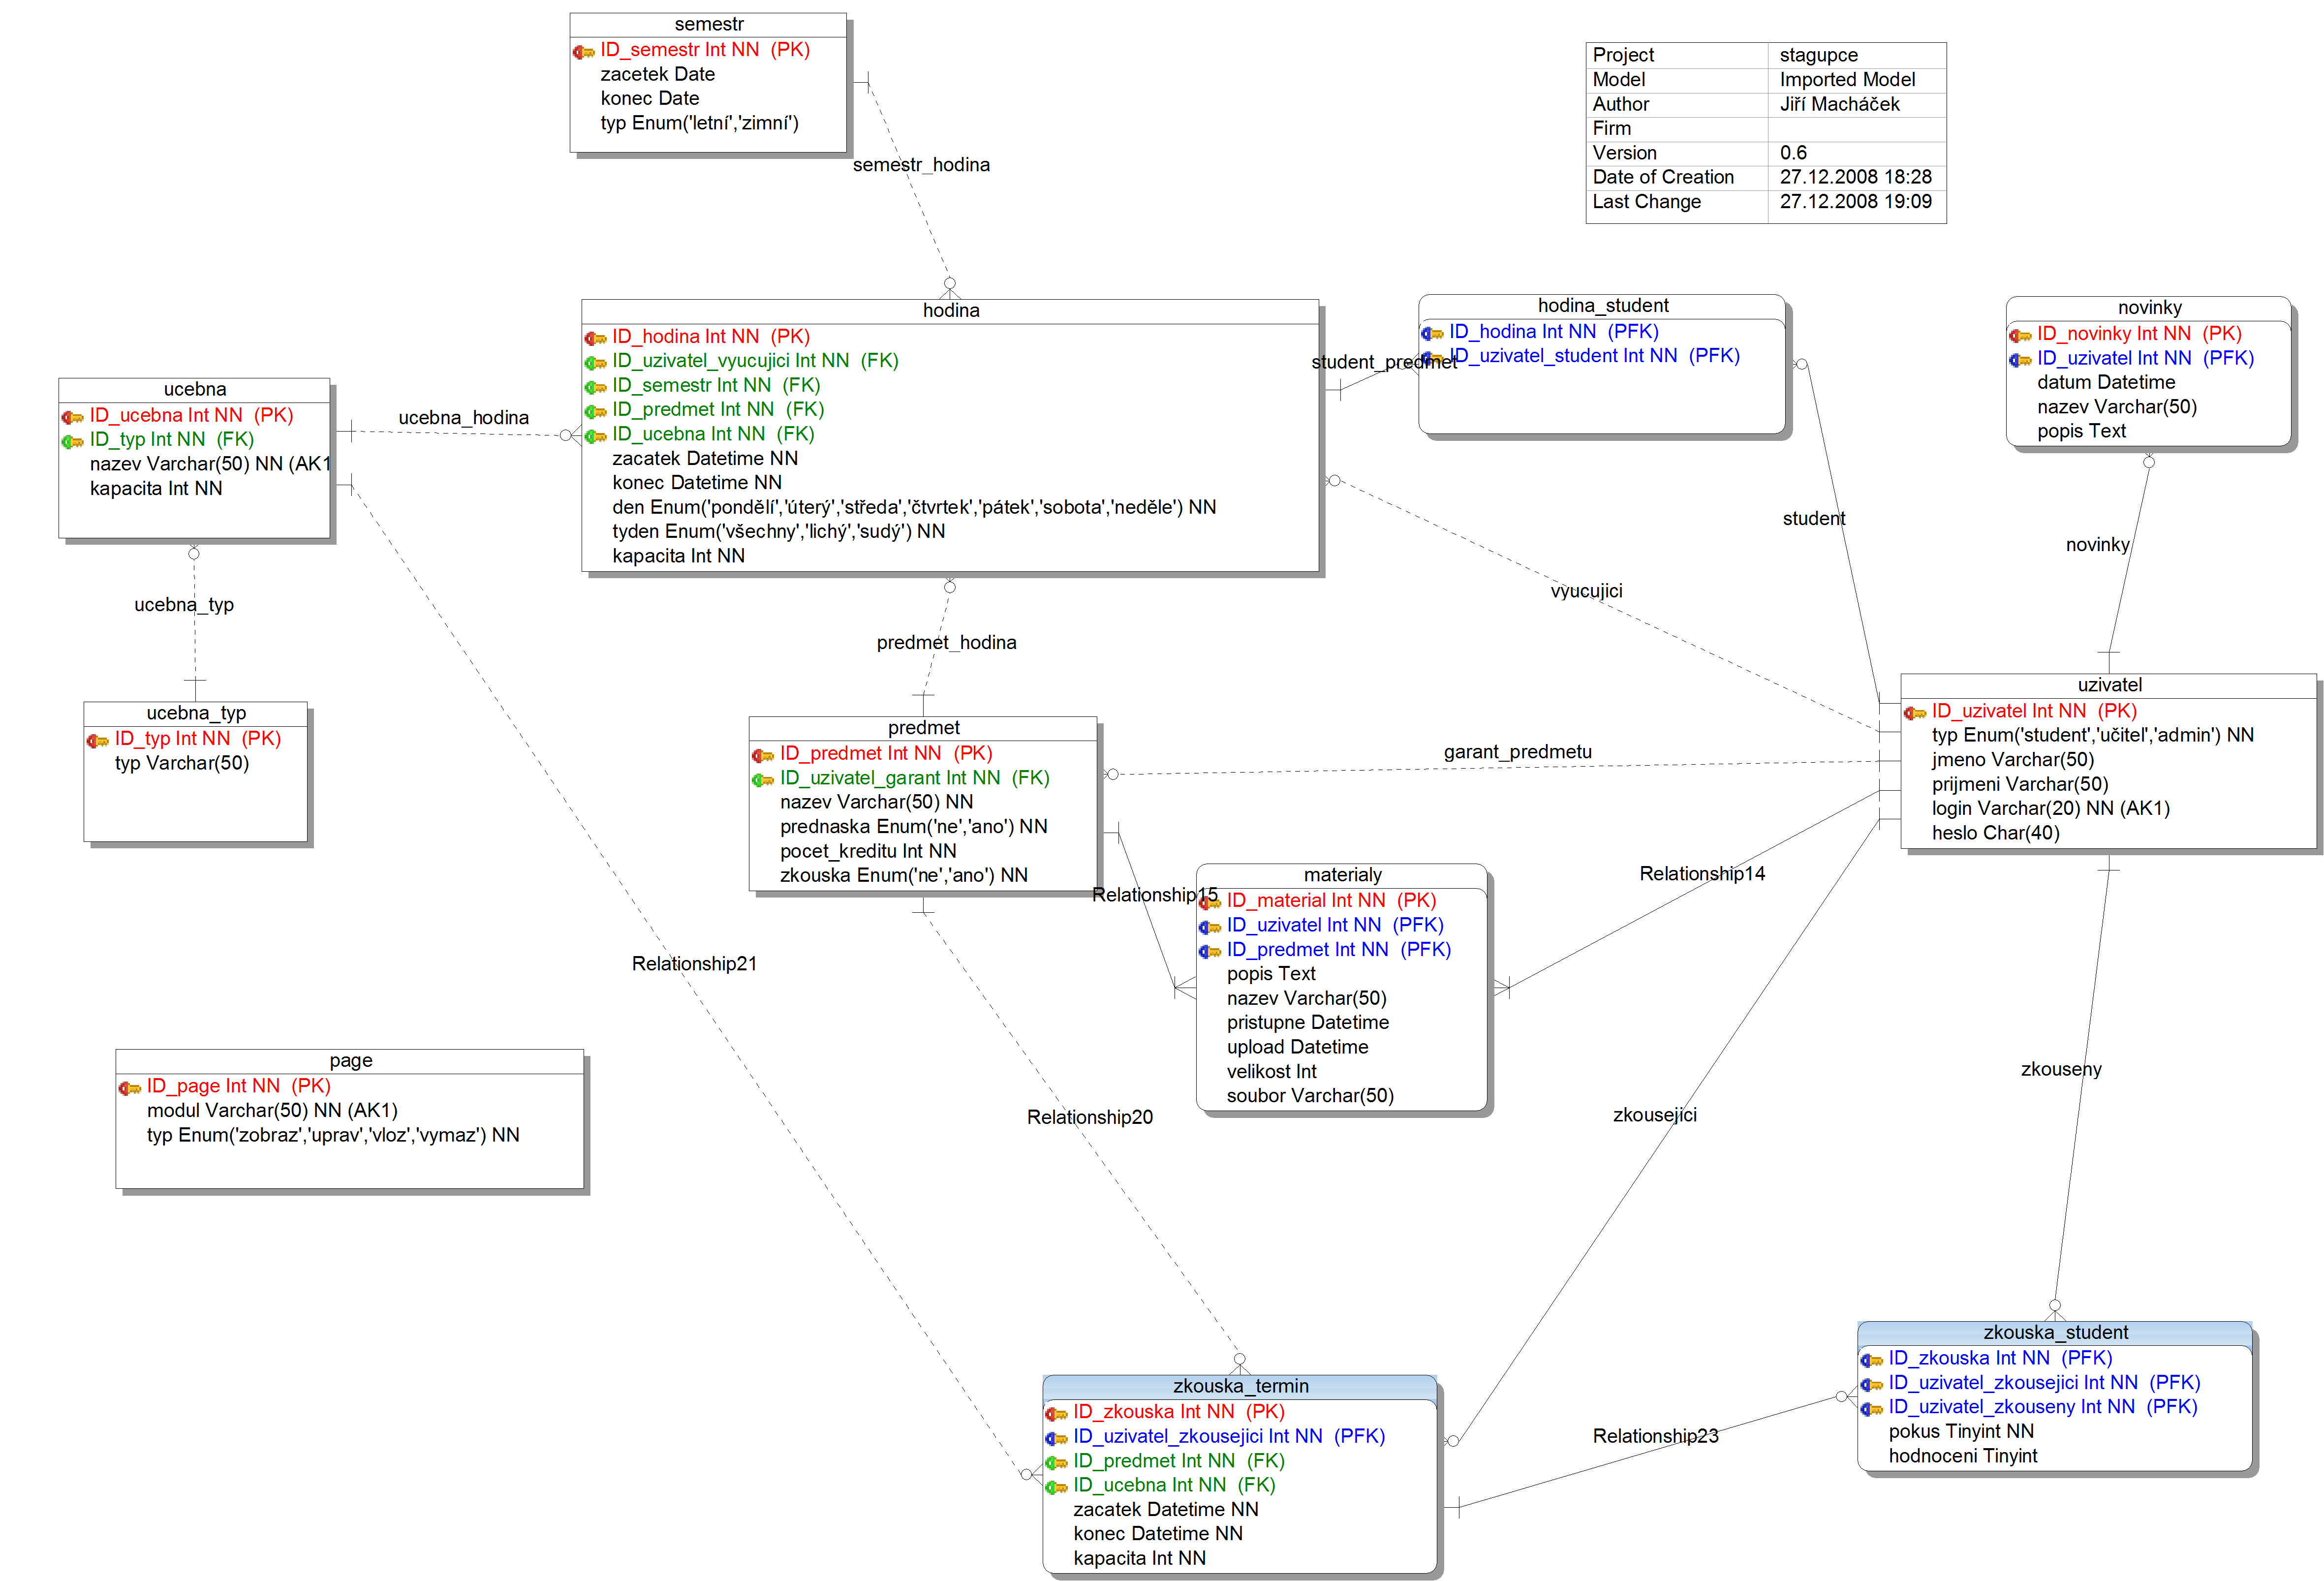 semestr
ID_semestr Int NN (PK)
zacetek Date
konec Date
typ Enum('letní','zimní')
semestr_hodina
Project stagupce
Model Imported Model
Author Jiří Macháček
Firm
Version 0.6
Date of Creation 27.12.2008 18:28
Last Change 27.12.2008 19:09
hodina
ID_hodina Int NN (PK)
ID_uzivatel_vyucujici Int NN (FK)
ID_semestr Int NN (FK)
ID_predmet Int NN (FK)
ID_ucebna Int NN (FK)
zacatek Datetime NN
konec Datetime NN
den Enum('pondělí','úterý','středa','čtvrtek','pátek','sobota','neděle') NN
tyden Enum('všechny','lichý','sudý') NN
kapacita Int NN
student_predmet
hodina_student
ID_hodina Int NN (PFK)
ID_uzivatel_student Int NN (PFK)
novinky
ID_novinky Int NN (PK)
ID_uzivatel Int NN (PFK)
datum Datetime
nazev Varchar(50)
popis Text
ucebna
ID_ucebna Int NN (PK)
ID_typ Int NN (FK)
nazev Varchar(50) NN (AK1
kapacita Int NN
ucebna_hodina
student
novinky
vyucujici
ucebna_typ
predmet_hodina
ucebna_typ
ID_typ Int NN (PK)
typ Varchar(50)
predmet
ID_predmet Int NN (PK)
ID_uzivatel_garant Int NN (FK)
nazev Varchar(50) NN
prednaska Enum('ne','ano') NN
pocet_kreditu Int NN
zkouska Enum('ne','ano') NN
garant_predmetu
uzivatel
ID_uzivatel Int NN (PK)
typ Enum('student','učitel','admin') NN
jmeno Varchar(50)
prijmeni Varchar(50)
login Varchar(20) NN (AK1)
heslo Char(40)
Relationship15
Relationship14
materialy
ID_material Int NN (PK)
ID_uzivatel Int NN (PFK)
ID_predmet Int NN (PFK)
popis Text
nazev Varchar(50)
pristupne Datetime
upload Datetime
velikost Int
soubor Varchar(50)
Relationship21
page
ID_page Int NN (PK)
modul Varchar(50) NN (AK1)
typ Enum('zobraz','uprav','vloz','vymaz') NN
Relationship20
zkousejici
zkouseny
zkouska_termin
ID_zkouska Int NN (PK)
ID_uzivatel_zkousejici Int NN (PFK)
ID_predmet Int NN (FK)
ID_ucebna Int NN (FK)
zacatek Datetime NN
konec Datetime NN
kapacita Int NN
Relationship23
zkouska_student
ID_zkouska Int NN (PFK)
ID_uzivatel_zkousejici Int NN (PFK)
ID_uzivatel_zkouseny Int NN (PFK)
pokus Tinyint NN
hodnoceni Tinyint